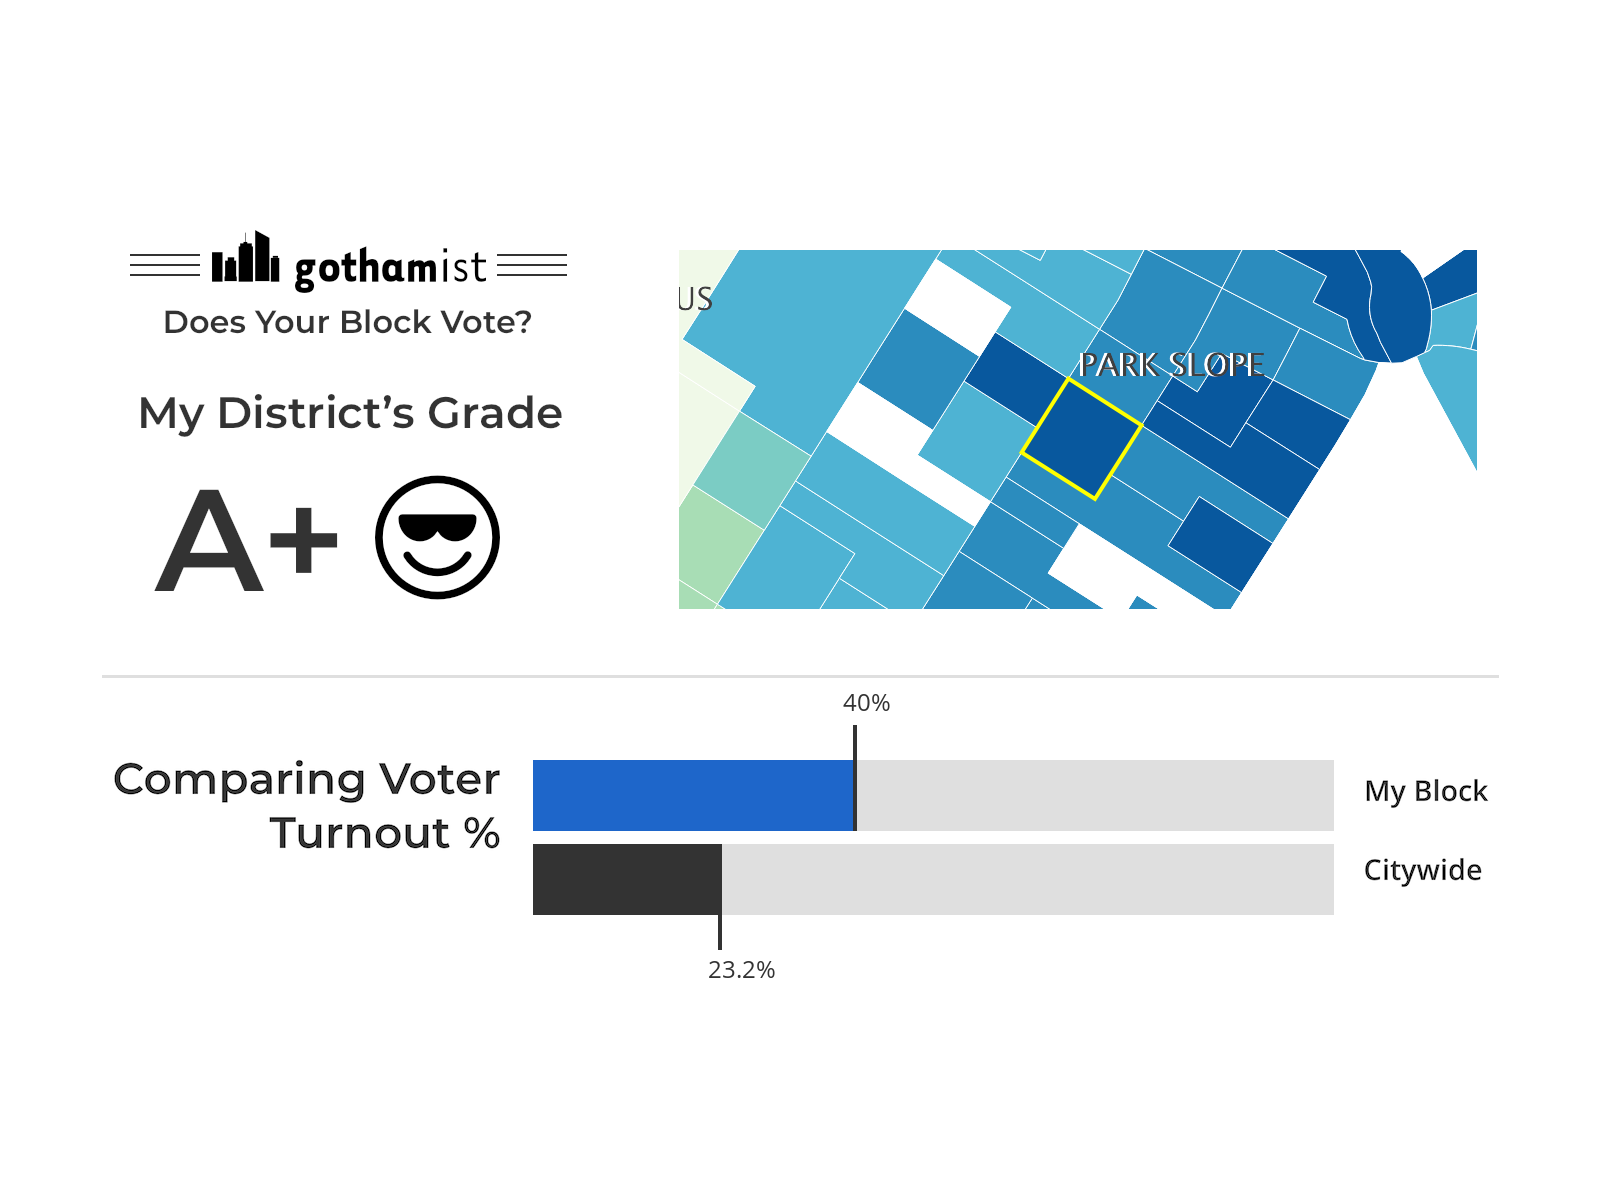 gothamist
Does Your Block Vote?
My District’s Grade
A+
US
PARK SLOPE
Comparing Voter
Turnout %
40%
My Block
Citywide
23.2%